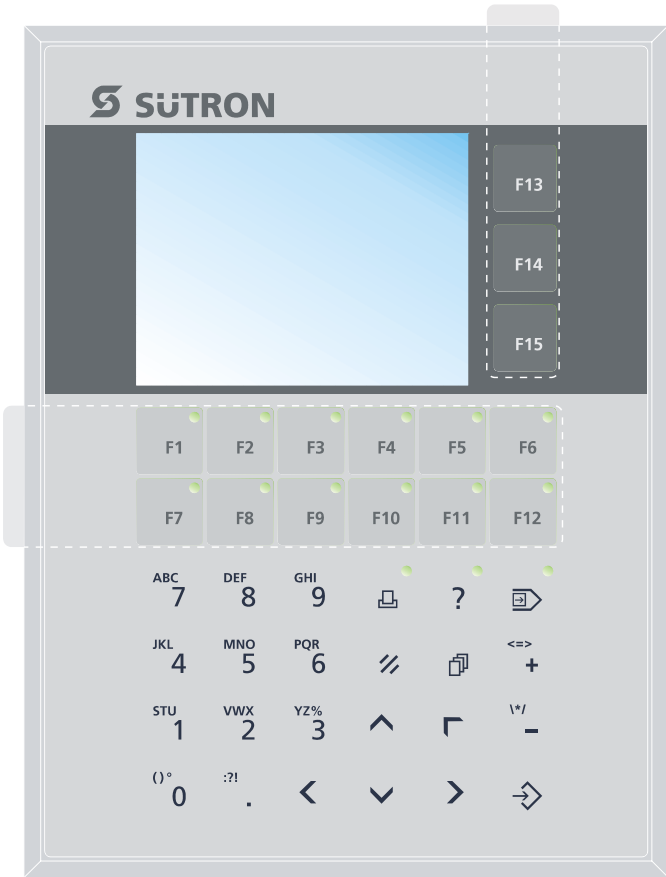 SÜTRON
F13
F14
F15
F1 F2 F3 F4 F5 F6
F7 F8 F9 F10 F11 F12
ABC DEF GHI
7 8 9 ?
JKL MNO PQR <=>
4 5 6 +
STU VWX YZ% \*/
1 2 3 -
()° :?!
0 .